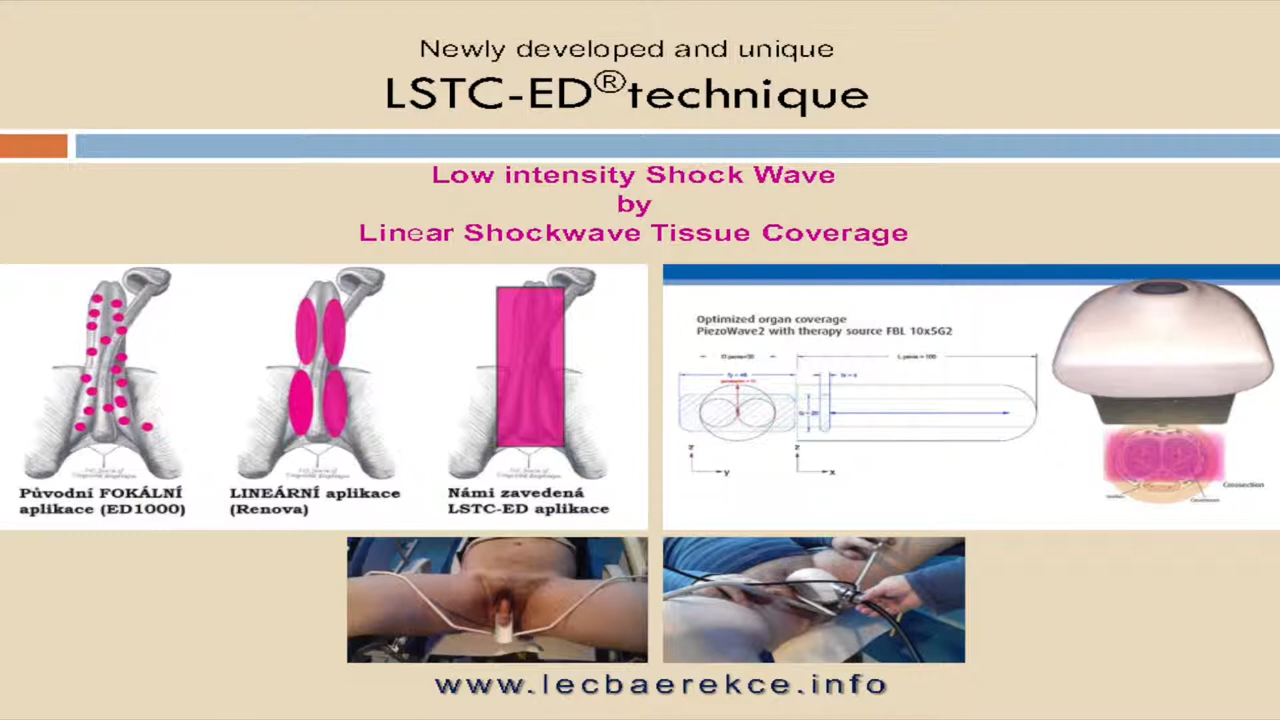 Newly developed and unique
LSTC-ED® technique
Low intensity Shock Wave
by
Linear Shockwave Tissue Coverage
Původní FOKÁLNÍ
aplikace (ED1000)
LINEÁRNÍ aplikace
(Renova)
Námi zavedená
LSTC-ED aplikace
Optimized organ coverage
PiezoWave2 with therapy source FBL 10x5G2
L penis = 100
z
y
z
x
www.lecbaerekce.info